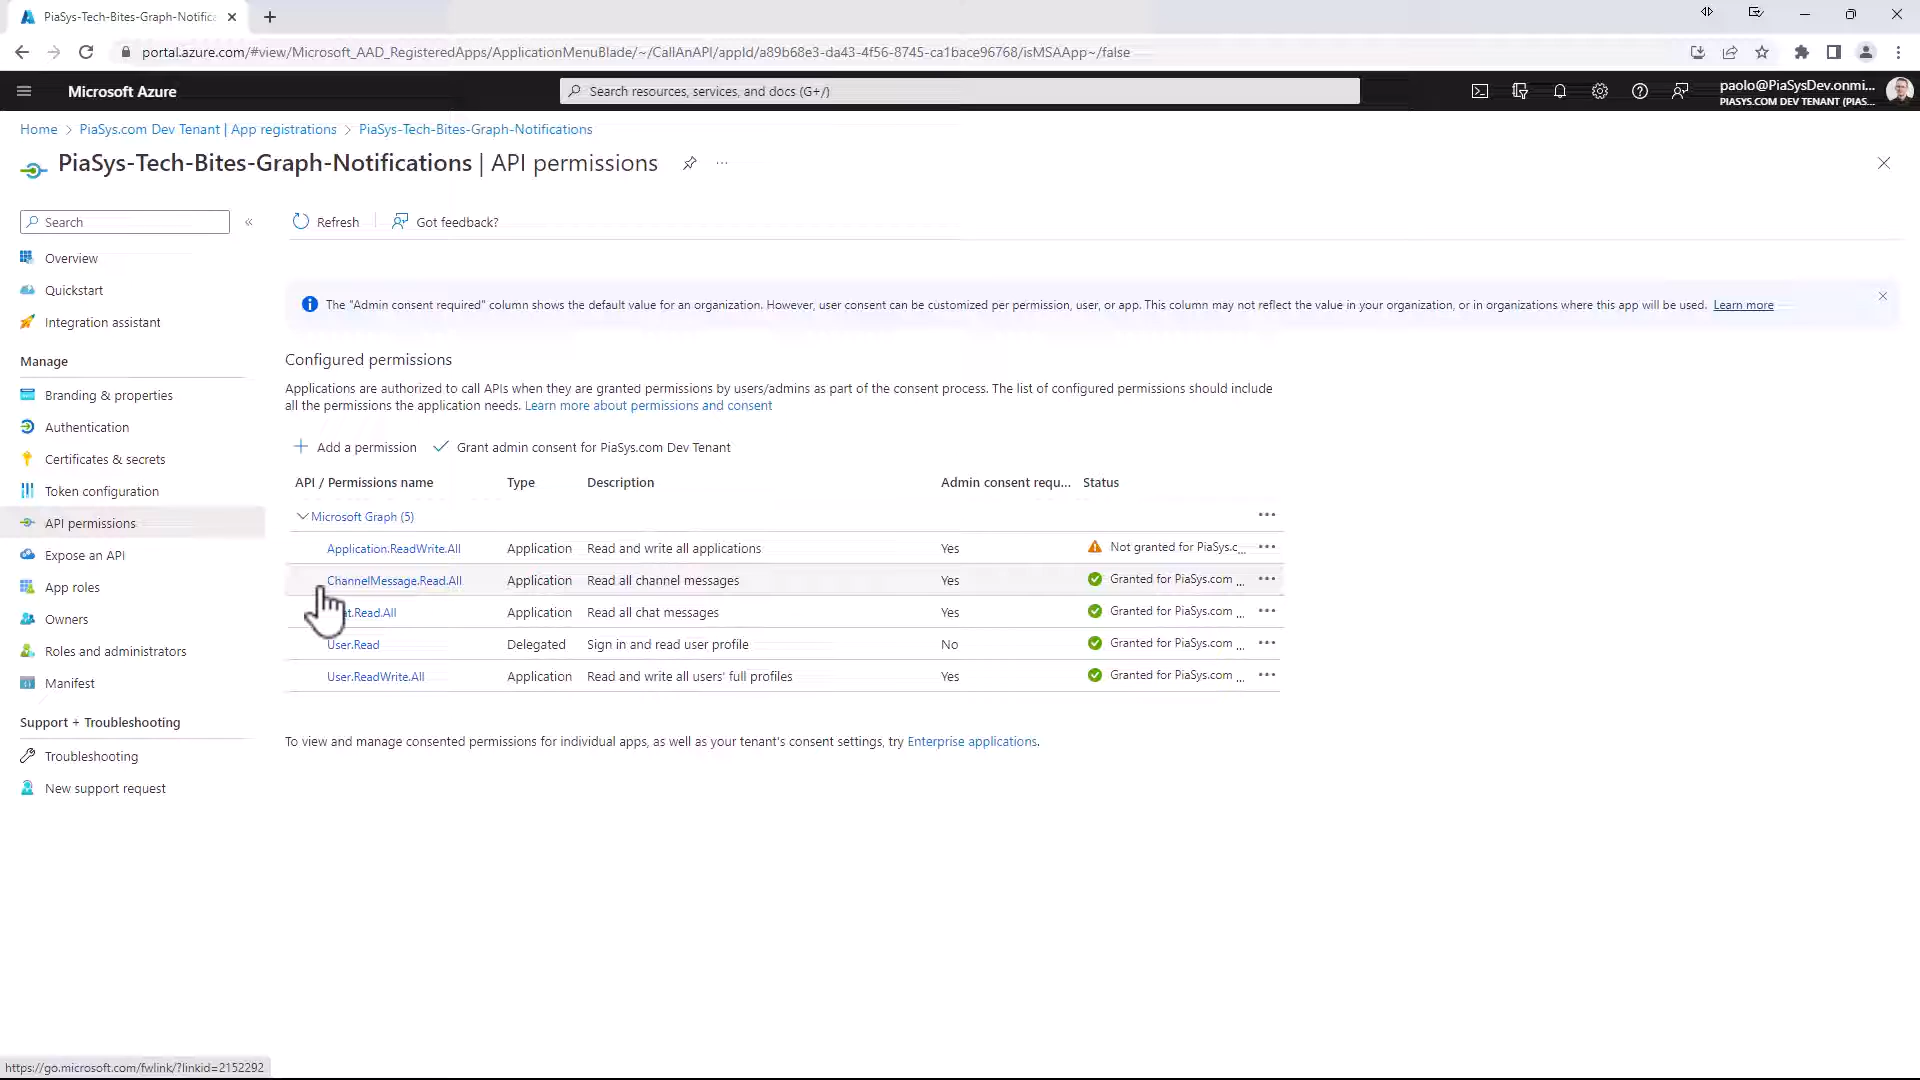 PiaSys-Tech-Bites-Graph-Notifica
portal.azure.com/#view/Microsoft_AAD_RegisteredApps/ApplicationMenuBlade/~/CallAnAPI/appId/a89b68e3-da43-4f56-8745-ca1bace96768/isMSAApp~/false
Microsoft Azure
Search resources, services, and docs (G+/)
paolo@PiaSysDev.onmi...
PIASYS.COM DEV TENANT (PIAS...
Home > PiaSys.com Dev Tenant | App registrations > PiaSys-Tech-Bites-Graph-Notifications
PiaSys-Tech-Bites-Graph-Notifications | API permissions
Search
Refresh
Got feedback?
Overview
Quickstart
Integration assistant
Manage
Branding & properties
Authentication
Certificates & secrets
Token configuration
API permissions
Expose an API
App roles
Owners
Roles and administrators
Manifest
Support + Troubleshooting
Troubleshooting
New support request
The "Admin consent required" column shows the default value for an organization. However, user consent can be customized per permission, user, or app. This column may not reflect the value in your organization, or in organizations where this app will be used. Learn more
Configured permissions
Applications are authorized to call APIs when they are granted permissions by users/admins as part of the consent process. The list of configured permissions should include
all the permissions the application needs. Learn more about permissions and consent
Add a permission Grant admin consent for PiaSys.com Dev Tenant
API / Permissions name Type Description Admin consent requ... Status
Microsoft Graph (5)
Application.ReadWrite.All Application Read and write all applications Yes Not granted for PiaSys.c...
ChannelMessage.Read.All Application Read all channel messages Yes Granted for PiaSys.com ...
at.Read.All Application Read all chat messages Yes Granted for PiaSys.com ...
User.Read Delegated Sign in and read user profile No Granted for PiaSys.com ...
User.ReadWrite.All Application Read and write all users' full profiles Yes Granted for PiaSys.com ...
To view and manage consented permissions for individual apps, as well as your tenant's consent settings, try Enterprise applications.
https://go.microsoft.com/fwlink/?linkid=2152292